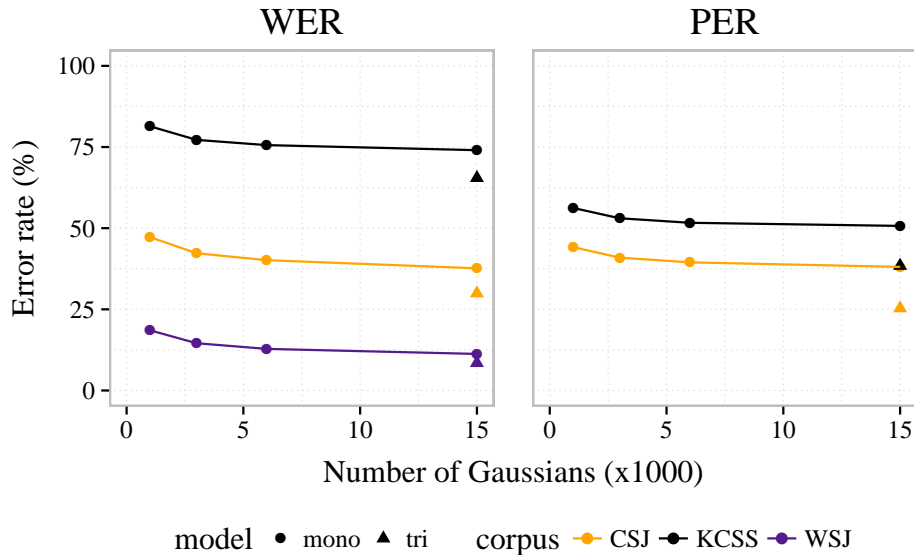 WER PER
Error rate (%)
100
75
50
25
0
0 5 10 15 0 5 10 15
Number of Gaussians (x1000)
model mono tri corpus CSJ KCSS WSJ